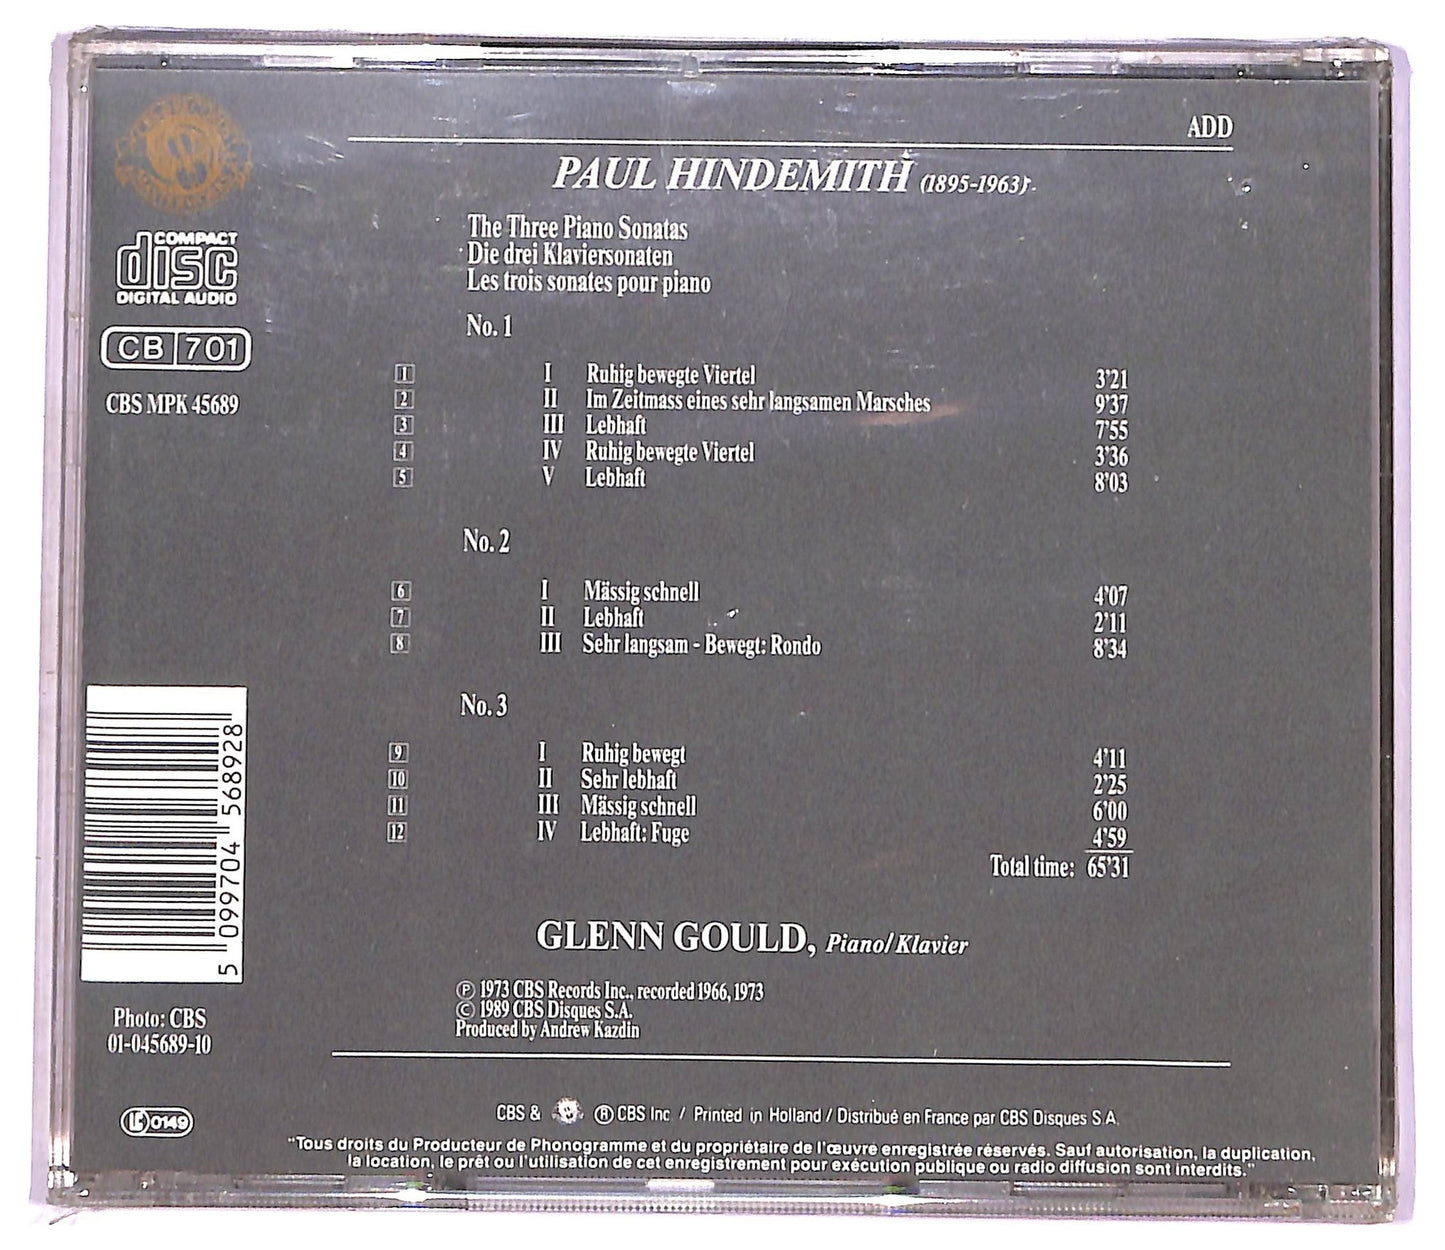 ADD
PAUL HINDEMITH (1895-1963)
The Three Piano Sonatas
Die drei Klaviersonaten
Les trois sonates pour piano
COMPACT
disc
DIGITAL AUDIO
CB 701
CBS MPK 45689
No. 1
1 I Ruhig bewegte Viertel 3'21
2 II Im Zeitmass eines sehr langsamen Marsches 9'37
3 III Lebhaft 7'55
4 IV Ruhig bewegte Viertel 3'36
5 V Lebhaft 8'03
No. 2
6 I Mässig schnell 4'07
7 II Lebhaft 2'11
8 III Sehr langsam - Bewegt: Rondo 8'34
No. 3
9 I Ruhig bewegt 4'11
10 II Sehr lebhaft 2'25
11 III Mässig schnell 6'00
12 IV Lebhaft: Fuge 4'59
Total time: 65'31
5 099704 568928
GLENN GOULD, Piano/Klavier
Ⓟ 1973 CBS Records Inc., recorded 1966, 1973
© 1989 CBS Disques S.A.
Produced by Andrew Kazdin
Photo: CBS
01-045689-10
LC 0149
CBS & ® CBS Inc / Printed in Holland / Distribué en France par CBS Disques S.A.
"Tous droits du Producteur de Phonogramme et du propriétaire de l'œuvre enregistrée réservés. Sauf autorisation, la duplication,
la location, le prêt ou l'utilisation de cet enregistrement pour exécution publique ou radio diffusion sont interdits."